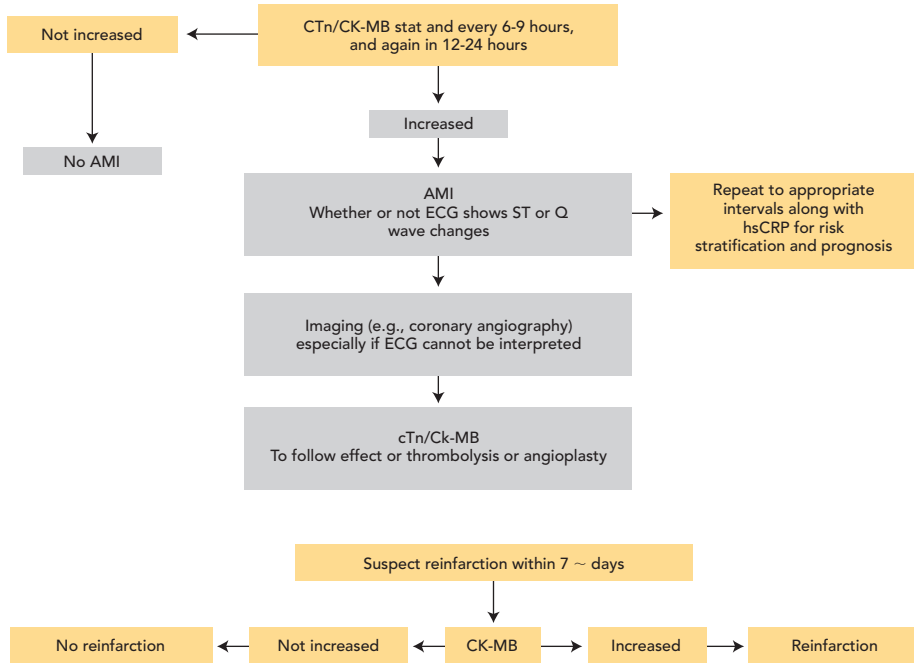 CTn/CK-MB stat and every 6-9 hours,
and again in 12-24 hours
Not increased
Increased
No AMI
AMI
Whether or not ECG shows ST or Q
wave changes
Repeat to appropriate
intervals along with
hsCRP for risk
stratification and prognosis
Imaging (e.g., coronary angiography)
especially if ECG cannot be interpreted
cTn/Ck-MB
To follow effect or thrombolysis or angioplasty
Suspect reinfarction within 7 ~ days
No reinfarction
Not increased
CK-MB
Increased
Reinfarction